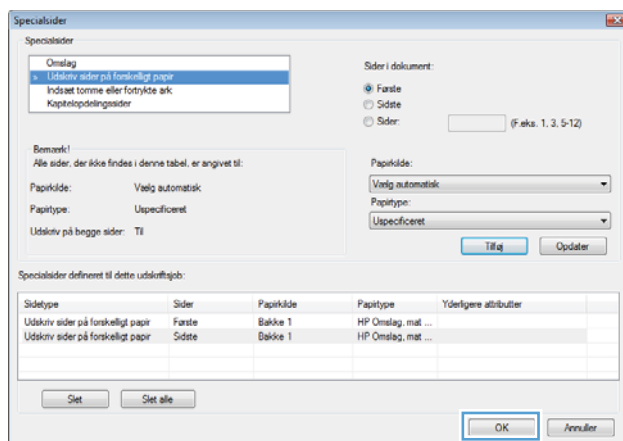 Specialsider
Specialsider
Omslag
» Udskriv sider på forskelligt papir
Indsæt tomme eller fortrykte ark
Kapitelopdelingssider
Sider i dokument:
Første
Sidste
Sider: (F.eks. 1, 3, 5-12)
Bemærk!
Alle sider, der ikke findes i denne tabel, er angivet til:
Papirkilde: Vælg automatisk
Papirtype: Uspecificeret
Udskriv på begge sider: Til
Papirkilde:
Vælg automatisk
Papirtype:
Uspecificeret
Tilføj Opdater
Specialsider defineret til dette udskriftsjob:
Sidetype Sider Papirkilde Papirtype Yderligere attributter
Udskriv sider på forskelligt papir Første Bakke 1 HP Omslag, mat ...
Udskriv sider på forskelligt papir Sidste Bakke 1 HP Omslag, mat ...
Slet Slet alle
OK Annuller